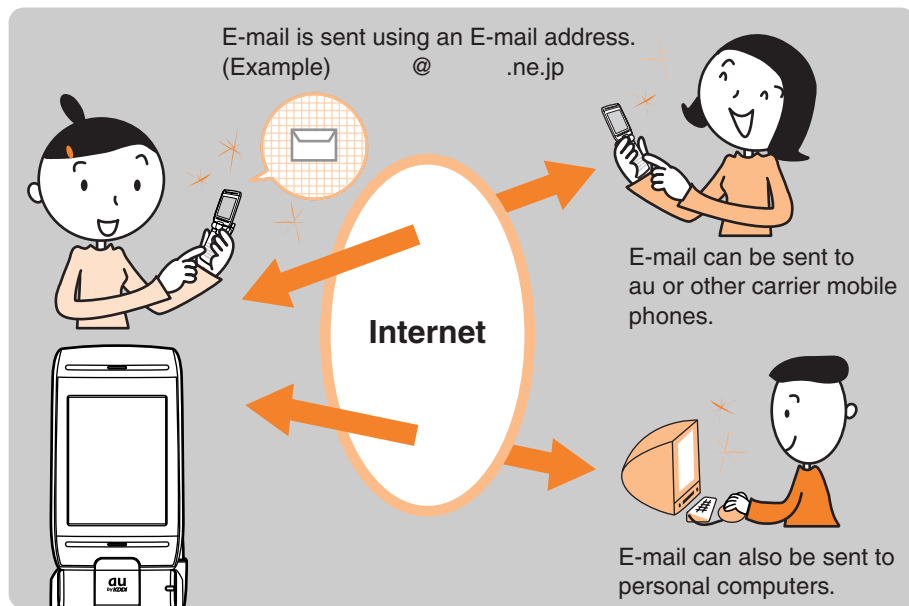 E-mail is sent using an E-mail address.
(Example) @ .ne.jp
E-mail can be sent to
au or other carrier mobile
phones.
Internet
E-mail can also be sent to
personal computers.
au
by KDDI